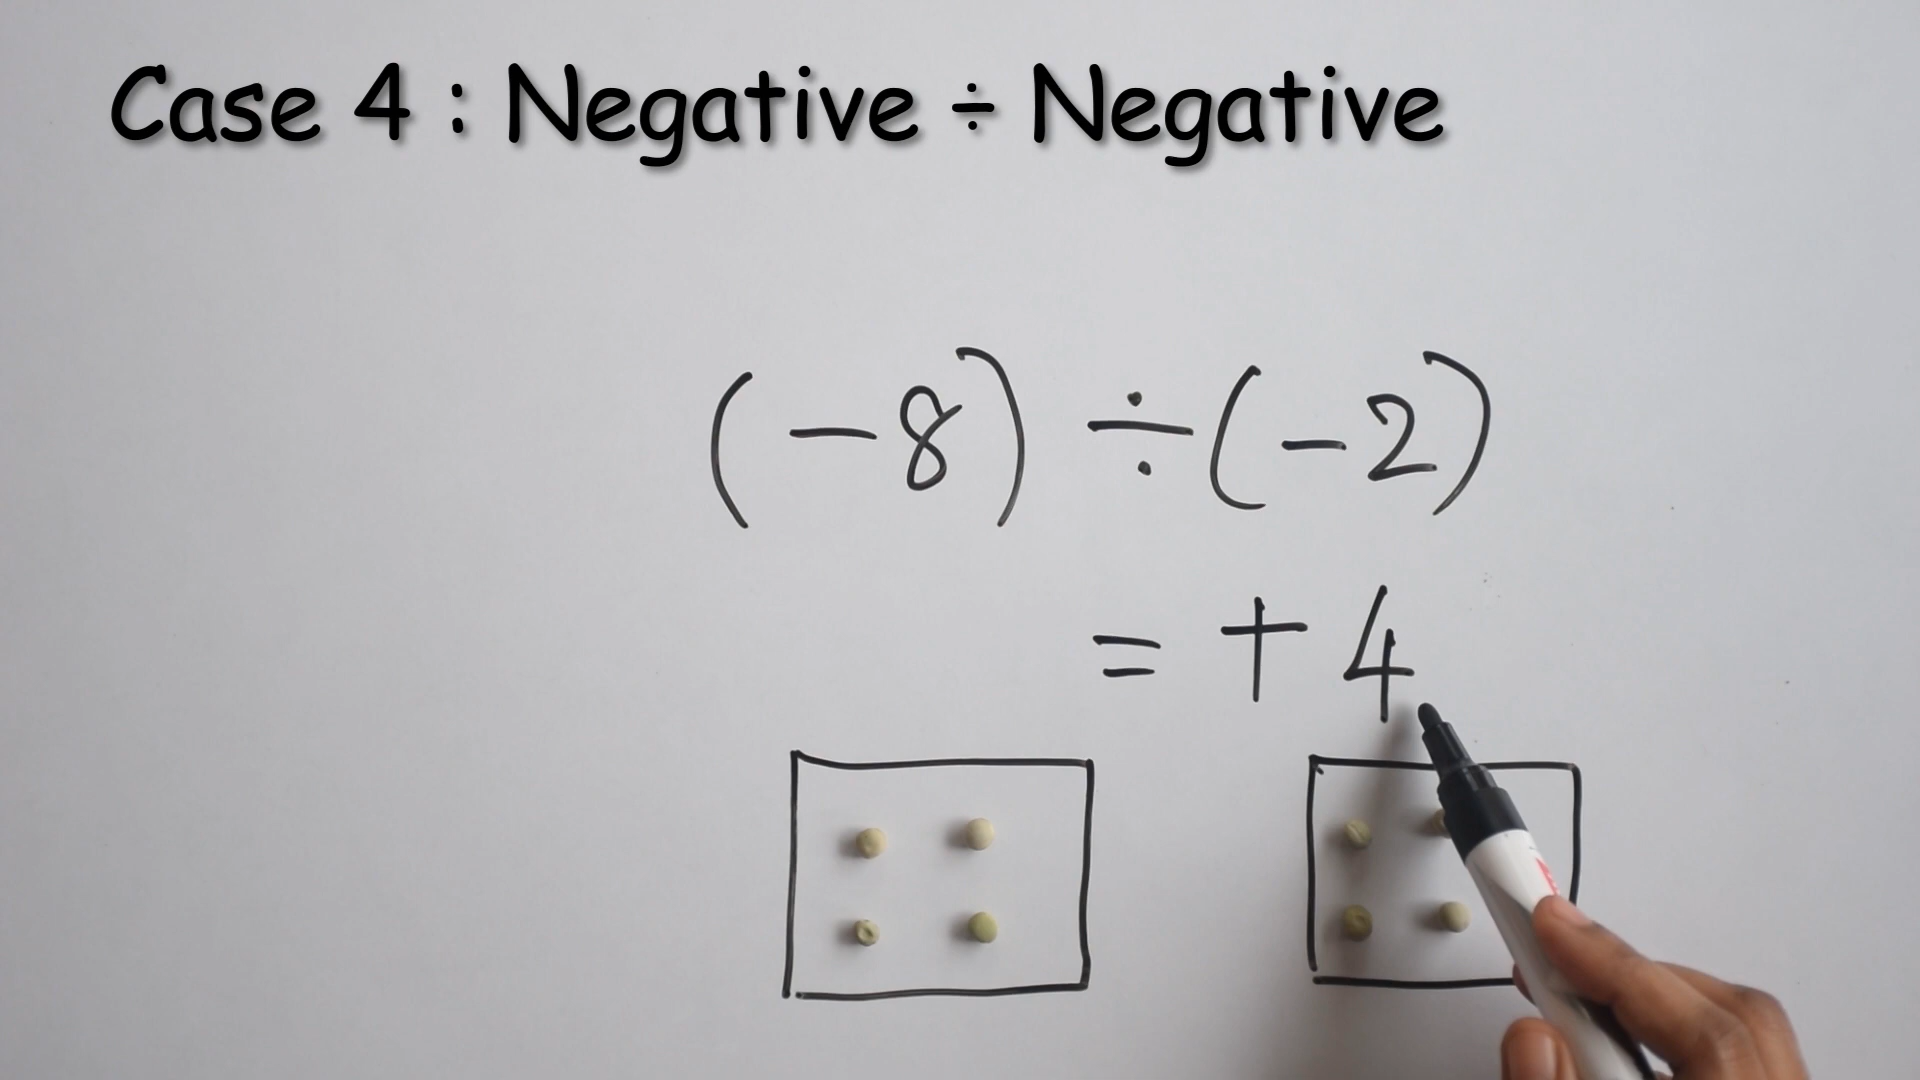 Case 4 : Negative ÷ Negative
(-8) ÷ (-2)
= + 4